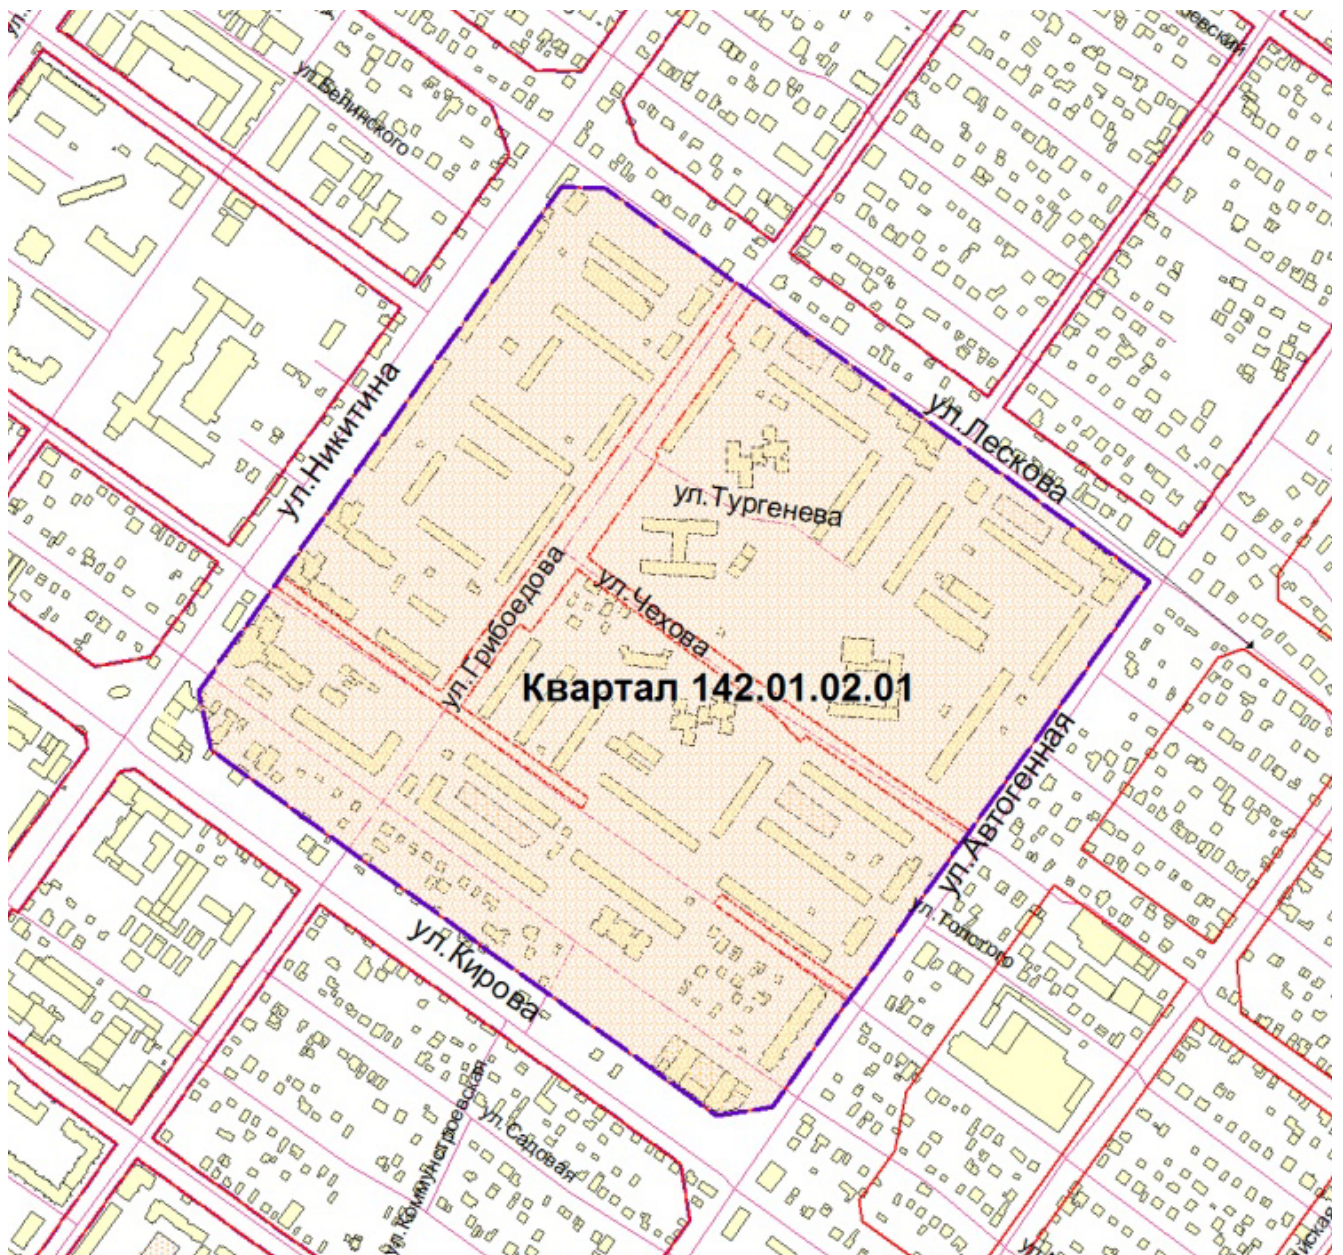 ул.Белинского
ул.Никитина
ул.Лескова
ул.Тургенева
ул.Грибоедова
ул.Чехова
Квартал 142.01.02.01
ул.Автогенная
ул.Толстого
ул.Кирова
ул.Коммунстроевская
ул.Садовая